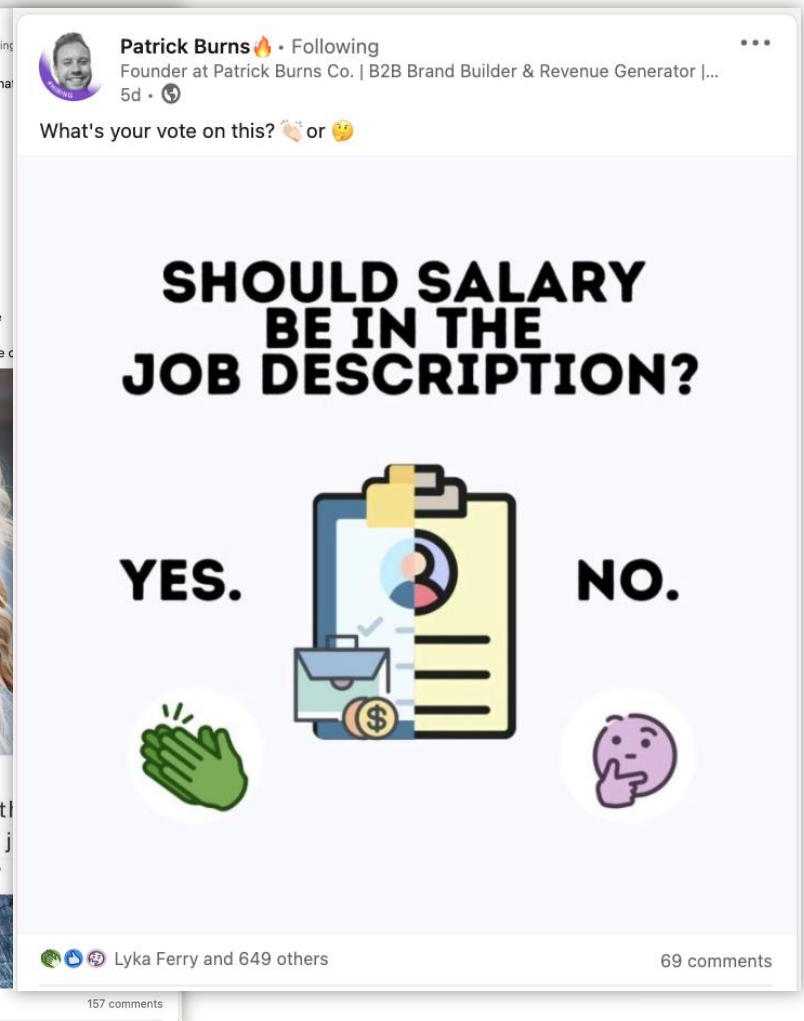 Patrick Burns🔥 • Following
Founder at Patrick Burns Co. | B2B Brand Builder & Revenue Generator |...
5d •
What's your vote on this? 👏🏻 or 🤔
SHOULD SALARY
BE IN THE
JOB DESCRIPTION?
YES.
NO.
$
Lyka Ferry and 649 others
69 comments
157 comments